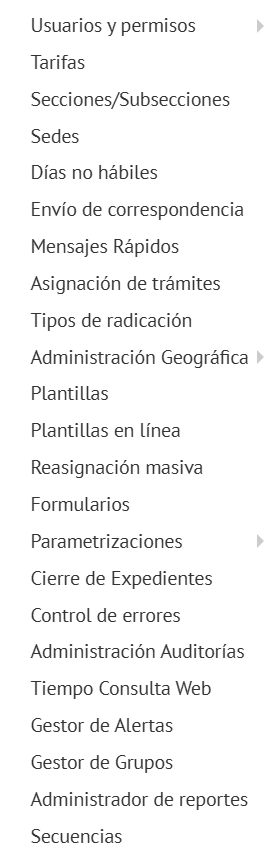 Usuarios y permisos
Tarifas
Secciones/Subsecciones
Sedes
Días no hábiles
Envío de correspondencia
Mensajes Rápidos
Asignación de trámites
Tipos de radicación
Administración Geográfica
Plantillas
Plantillas en línea
Reasignación masiva
Formularios
Parametrizaciones
Cierre de Expedientes
Control de errores
Administración Auditorías
Tiempo Consulta Web
Gestor de Alertas
Gestor de Grupos
Administrador de reportes
Secuencias